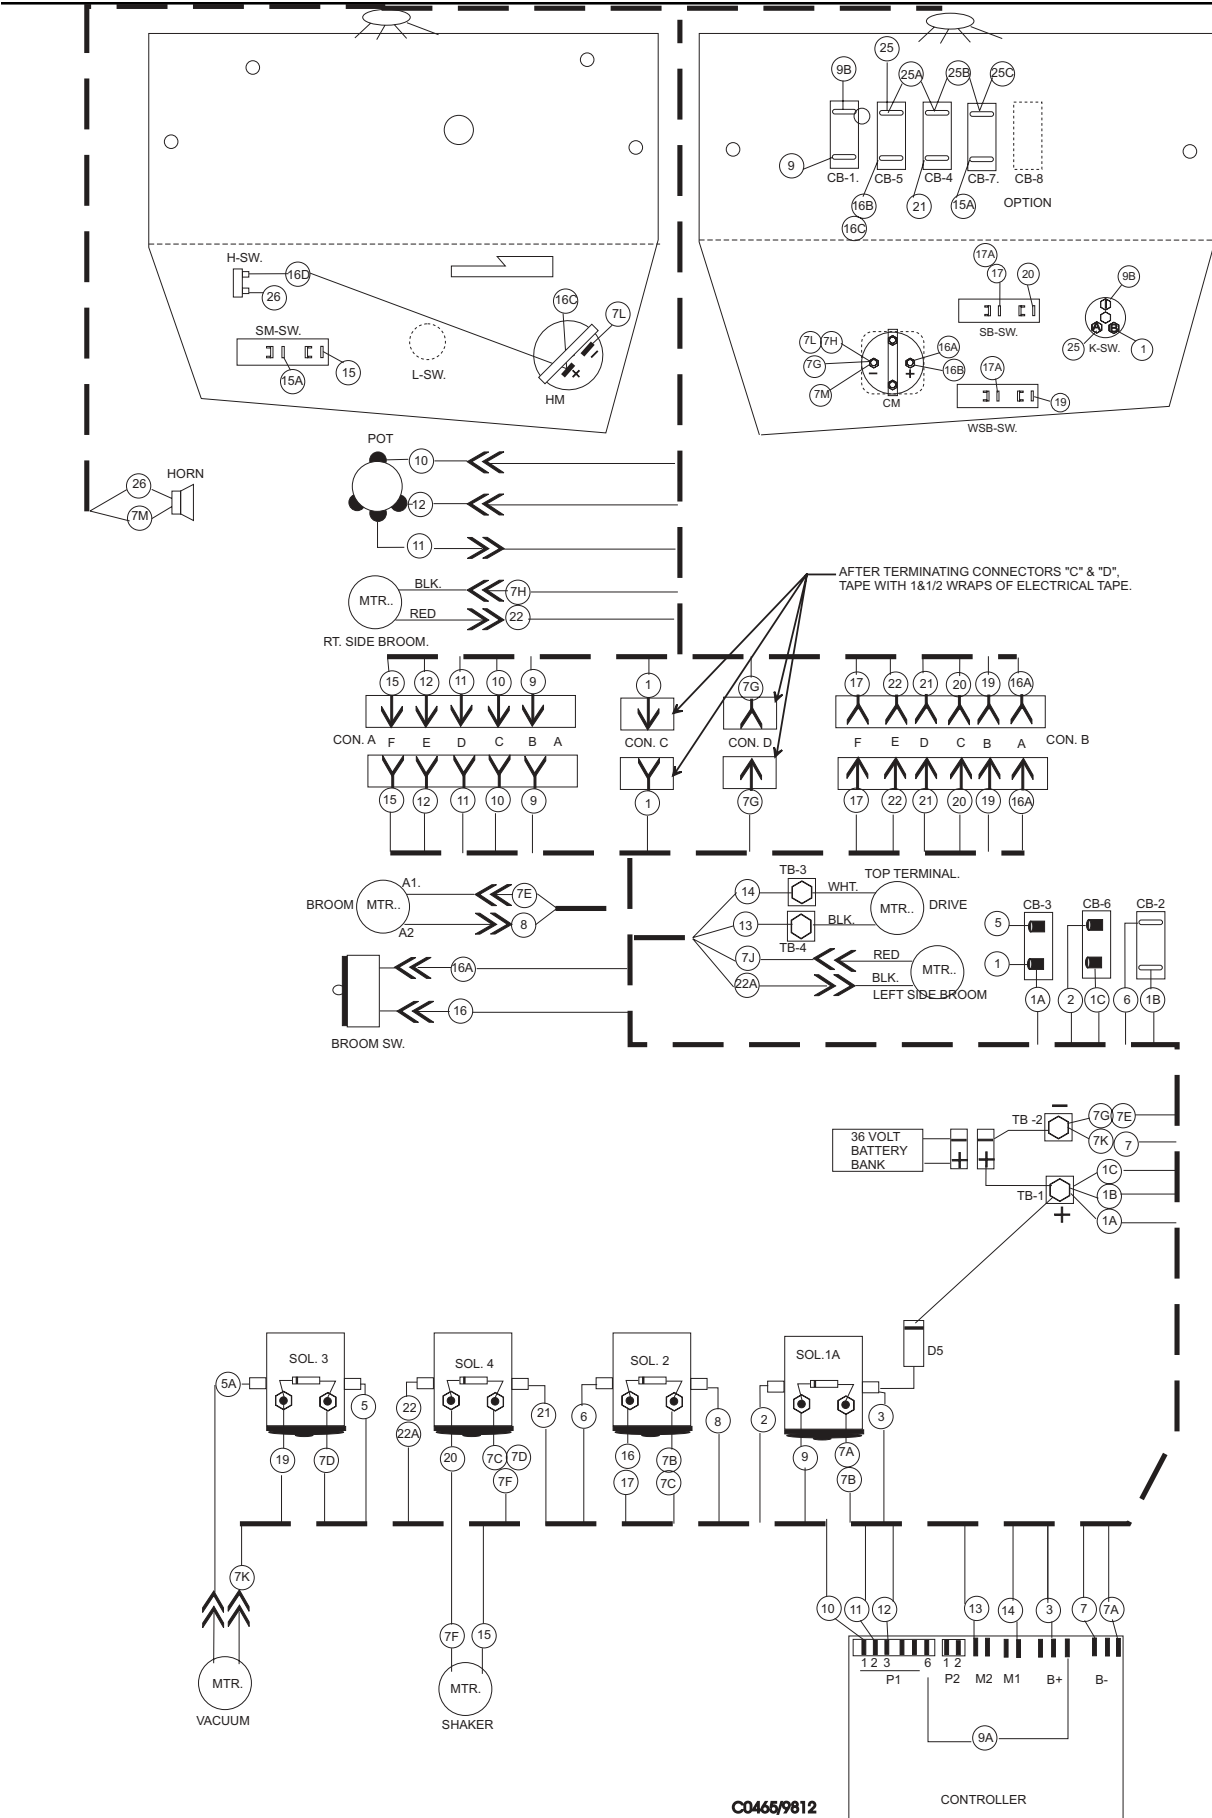 25
9B
25A
25B
25C
9
CB-1.
CB-5
CB-4
CB-7.
CB-8
16B
21
15A
OPTION
16C
H-SW.
16D
26
SM-SW.
15A
15
L-SW.
16C
7L
HM
17A
17
20
SB-SW.
9B
25
K-SW.
1
7L
7H
7G
7M
16A
16B
−
+
CM
17A
19
WSB-SW.
POT
10
12
11
26
HORN
7M
AFTER TERMINATING CONNECTORS "C" & "D",
TAPE WITH 1&1/2 WRAPS OF ELECTRICAL TAPE.
MTR..
BLK.
7H
RED
22
RT. SIDE BROOM.
15
12
11
10
9
1
7G
17
22
21
20
19
16A
CON. A
F
E
D
C
B
A
CON. C
CON. D
F
E
D
C
B
A
CON. B
15
12
11
10
9
1
7G
17
22
21
20
19
16A
BROOM
MTR..
A1.
7E
A2
8
16A
16
BROOM SW.
TB-3
TOP TERMINAL.
14
WHT.
MTR..
DRIVE
13
BLK.
TB-4
7J
RED
MTR..
22A
BLK.
LEFT SIDE BROOM
CB-3
CB-6
CB-2
5
1
1A
2
1C
6
1B
36 VOLT
BATTERY
BANK
TB -2
7G
7E
7K
7
TB-1
1C
1B
1A
+
D5
SOL. 3
SOL. 4
SOL. 2
SOL.1A
5A
5
22
22A
21
6
8
2
3
19
7D
20
7C
7D
7F
16
17
7B
7C
9
7A
7B
7K
7F
15
MTR.
VACUUM
MTR.
SHAKER
10
11
12
13
14
3
7
7A
1 2 3
6
1 2
P1
P2
M2
M1
B+
B-
9A
CONTROLLER
C0465/9812